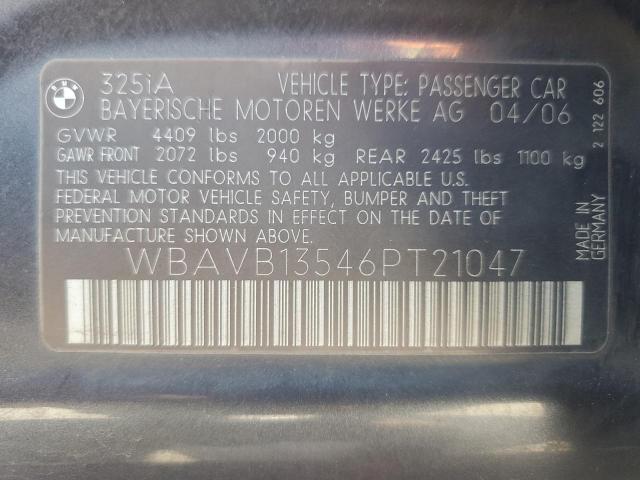 BMW
325iA VEHICLE TYPE: PASSENGER CAR
BAYERISCHE MOTOREN WERKE AG 04/06
GVWR 4409 lbs 2000 kg
GAWR FRONT 2072 lbs 940 kg REAR 2425 lbs 1100 kg
THIS VEHICLE CONFORMS TO ALL APPLICABLE U.S.
FEDERAL MOTOR VEHICLE SAFETY, BUMPER AND THEFT
PREVENTION STANDARDS IN EFFECT ON THE DATE OF
MANUFACTURE SHOWN ABOVE:
WBAVB13546PT21047
2 122 606
MADE IN
GERMANY